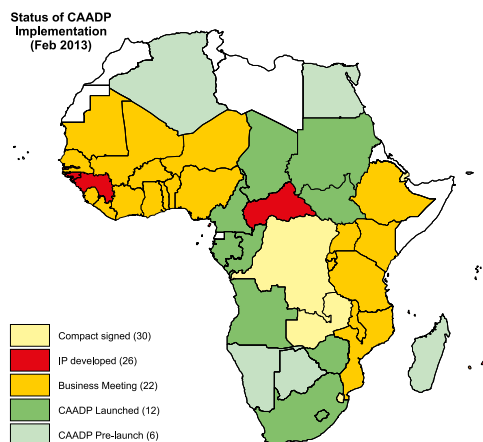 Status of CAADP
Implementation
(Feb 2013)
Compact signed (30)
IP developed (26)
Business Meeting (22)
CAADP Launched (12)
CAADP Pre-launch (6)